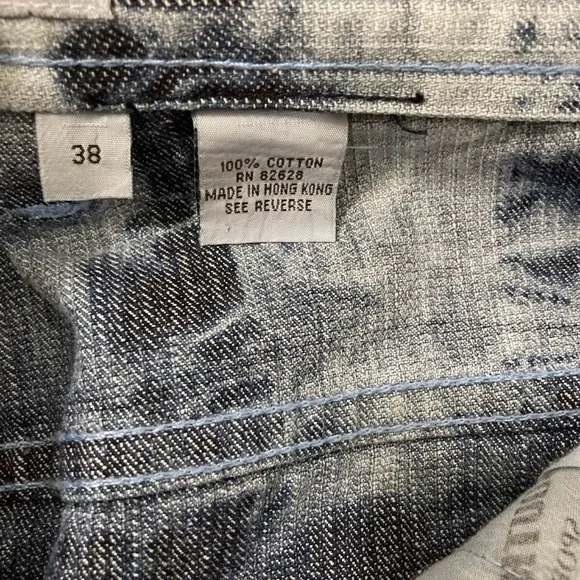 38
100% COTTON
RN 82628
MADE IN HONG KONG
SEE REVERSE